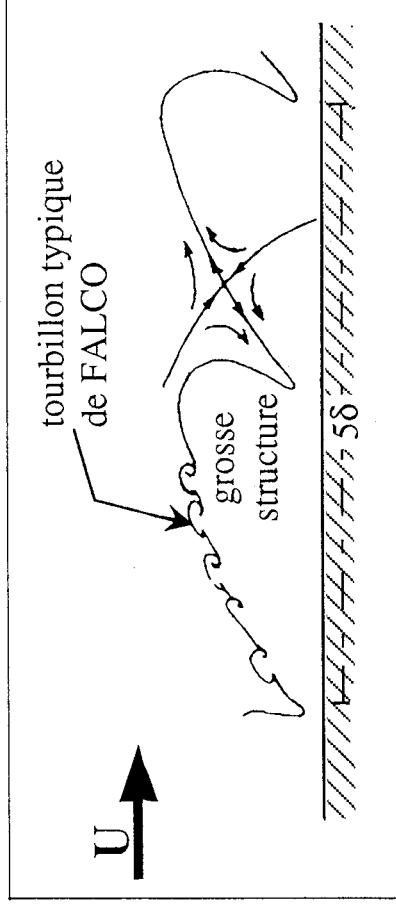 U
tourbillon typique
de FALCO
grosse
structure
5δ